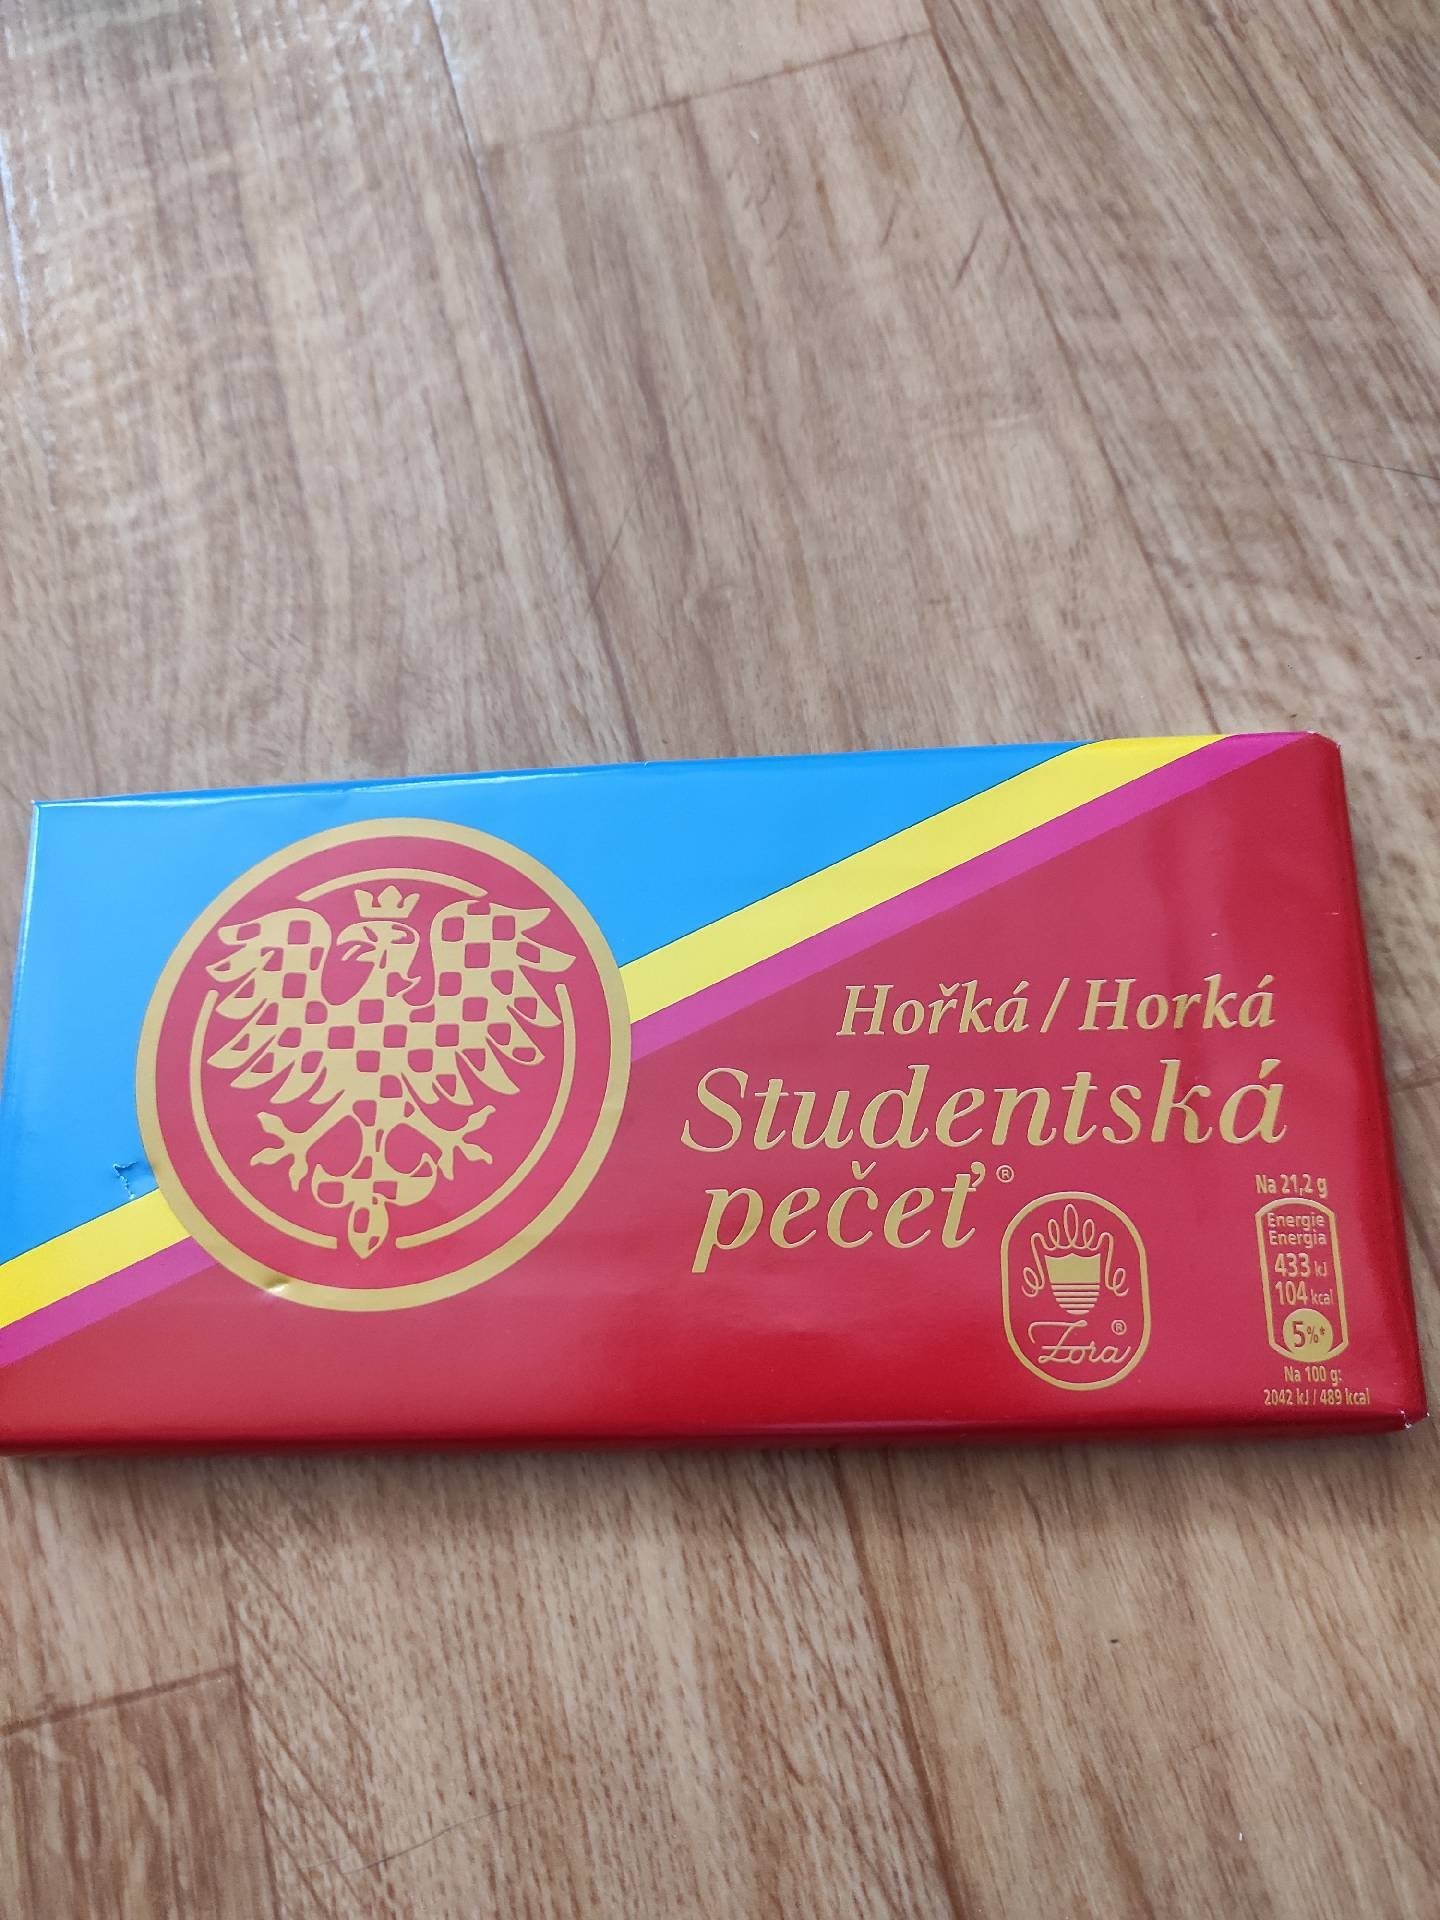 Hořká / Horká
Studentská
pečeť®
Zora®
Na 21,2 g
Energie
Energia
433 kJ
104 kcal
5%*
Na 100 g:
2042 kJ / 489 kcal